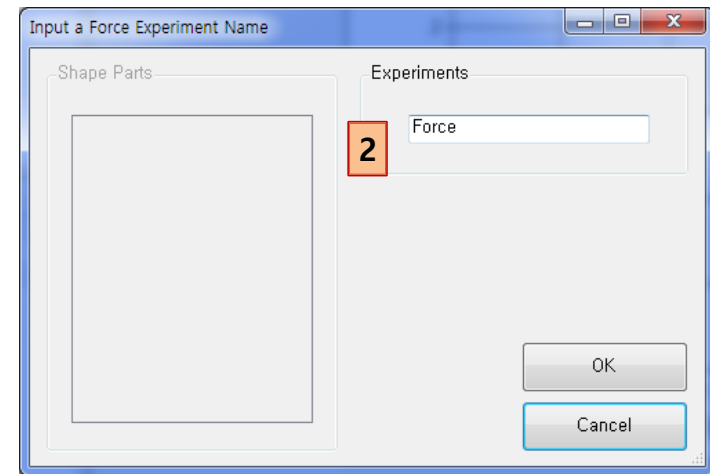 Input a Force Experiment Name
Shape Parts
Experiments
Force
2
OK
Cancel